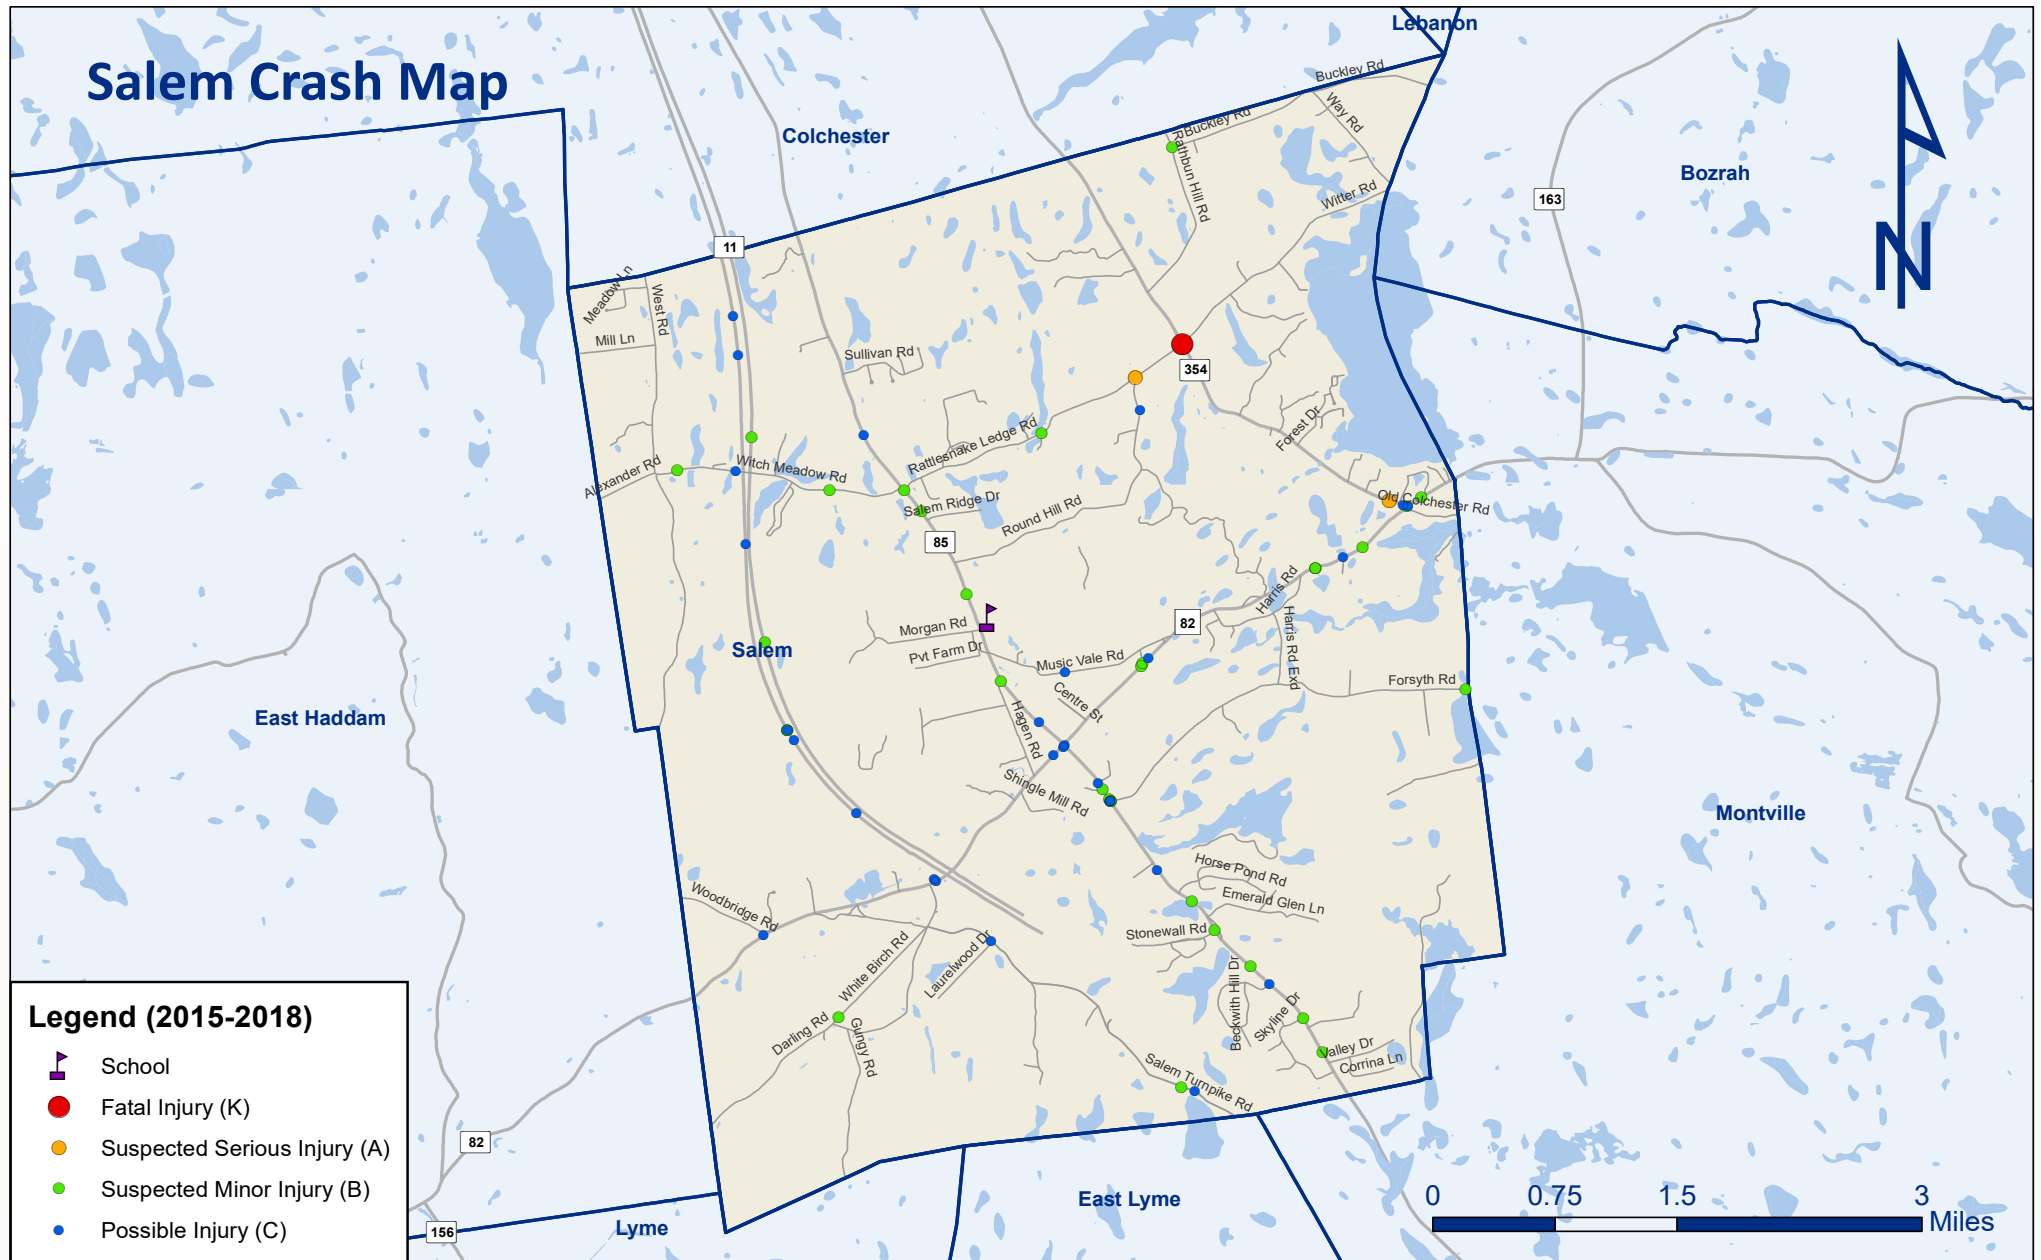 Lebanon
Salem Crash Map
Buckley Rd
Way Rd
Buckley Rd
Colchester
Rathbun Hill Rd
Bozrah
163
Witter Rd
N
11
Meadow Ln
West Rd
Mill Ln
Sullivan Rd
354
Forest Dr
Rattlesnake Ledge Rd
Alexander Rd
Witch Meadow Rd
Salem Ridge Dr
Old Colchester Rd
Round Hill Rd
85
Harris Rd
82
Morgan Rd
Harris Rd Exd
Salem
Pvt Farm Dr
Music Vale Rd
Forsyth Rd
Centre St
East Haddam
Hagen Rd
Shingle Mill Rd
Montville
Horse Pond Rd
Woodbridge Rd
Emerald Glen Ln
Stonewall Rd
White Birch Rd
Laurelwood Dr
Beckwith Hill Dr
Skyline Dr
Darling Rd
Gungy Rd
Valley Dr
Corrina Ln
Salem Turnpike Rd
Legend (2015-2018)
School
Fatal Injury (K)
Suspected Serious Injury (A)
Suspected Minor Injury (B)
Possible Injury (C)
82
156
Lyme
East Lyme
0 0.75 1.5 3
Miles